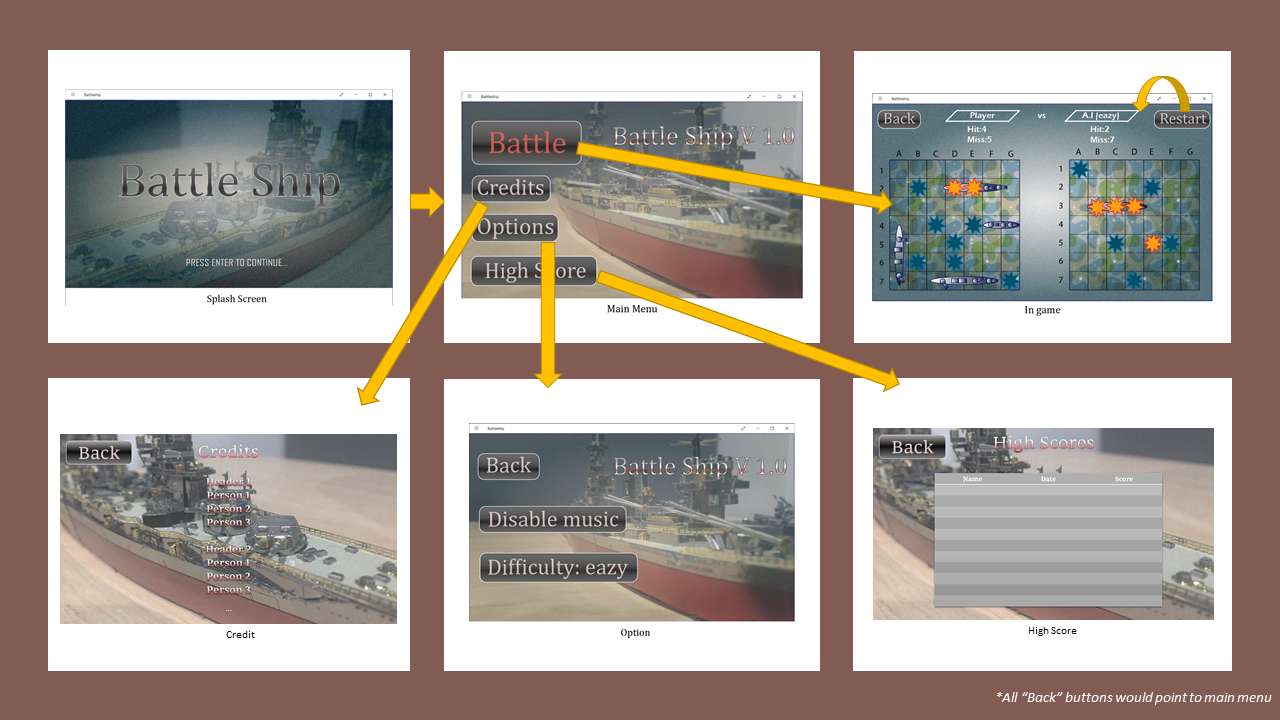 Battleship
Battle Ship
PRESS ENTER TO CONTINUE...
Splash Screen
Battleship
Battle
Battle Ship V 1.0
Credits
Options
High Score
Main Menu
Battleship
Back
Player
vs
A.I (eazy)
Restart
Hit:4
Miss:5
Hit:2
Miss:7
A B C D E F G
1
2
3
4
5
6
7
A B C D E F G
1
2
3
4
5
6
7
In game
Back
Credits
Header 1
Person 1
Person 2
Person 3
Header 2
Person 1
Person 2
Person 3
...
Credit
Battleship
Back
Battle Ship V 1.0
Disable music
Difficulty: eazy
Option
Back
High Scores
Name Date Score
High Score
*All “Back” buttons would point to main menu